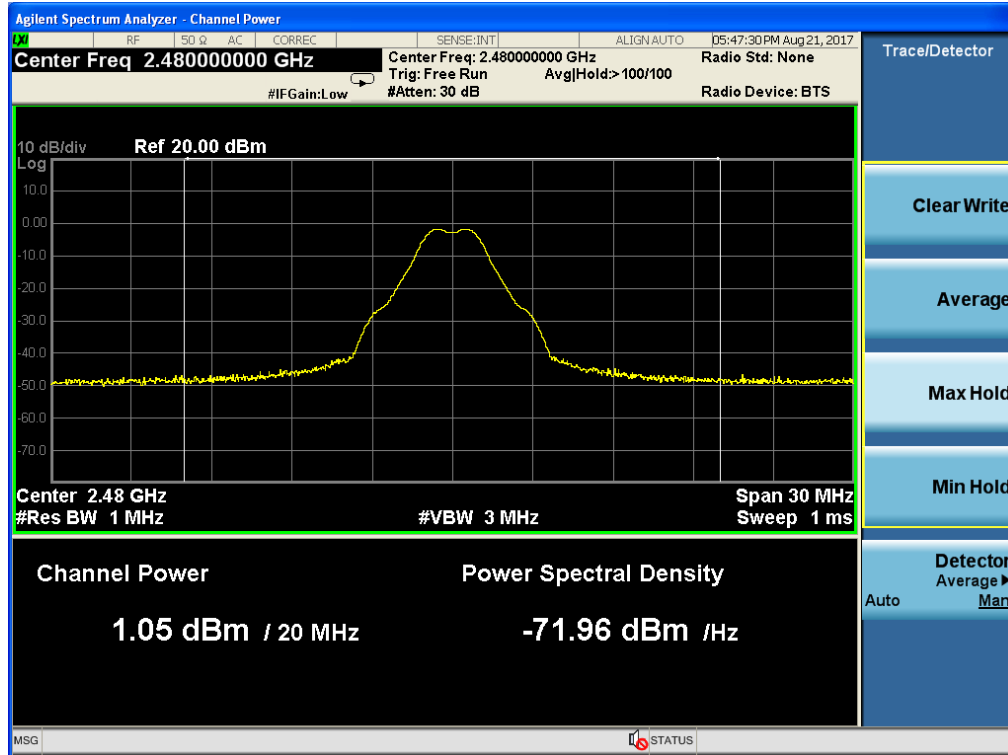 Agilent Spectrum Analyzer - Channel Power
LXI RF 50 Ω AC CORREC SENSE:INT ALIGN AUTO 05:47:30 PM Aug 21, 2017
Center Freq 2.480000000 GHz
Center Freq: 2.480000000 GHz Radio Std: None
Trig: Free Run Avg|Hold:>100/100
#IFGain:Low #Atten: 30 dB Radio Device: BTS
Trace/Detector
10 dB/div Ref 20.00 dBm
Log
10.0
0.00
-10.0
-20.0
-30.0
-40.0
-50.0
-60.0
-70.0
Center 2.48 GHz Span 30 MHz
#Res BW 1 MHz #VBW 3 MHz Sweep 1 ms
Channel Power Power Spectral Density
1.05 dBm / 20 MHz -71.96 dBm /Hz
Clear Write
Average
Max Hold
Min Hold
Detector
Average▶
Auto Man
MSG STATUS